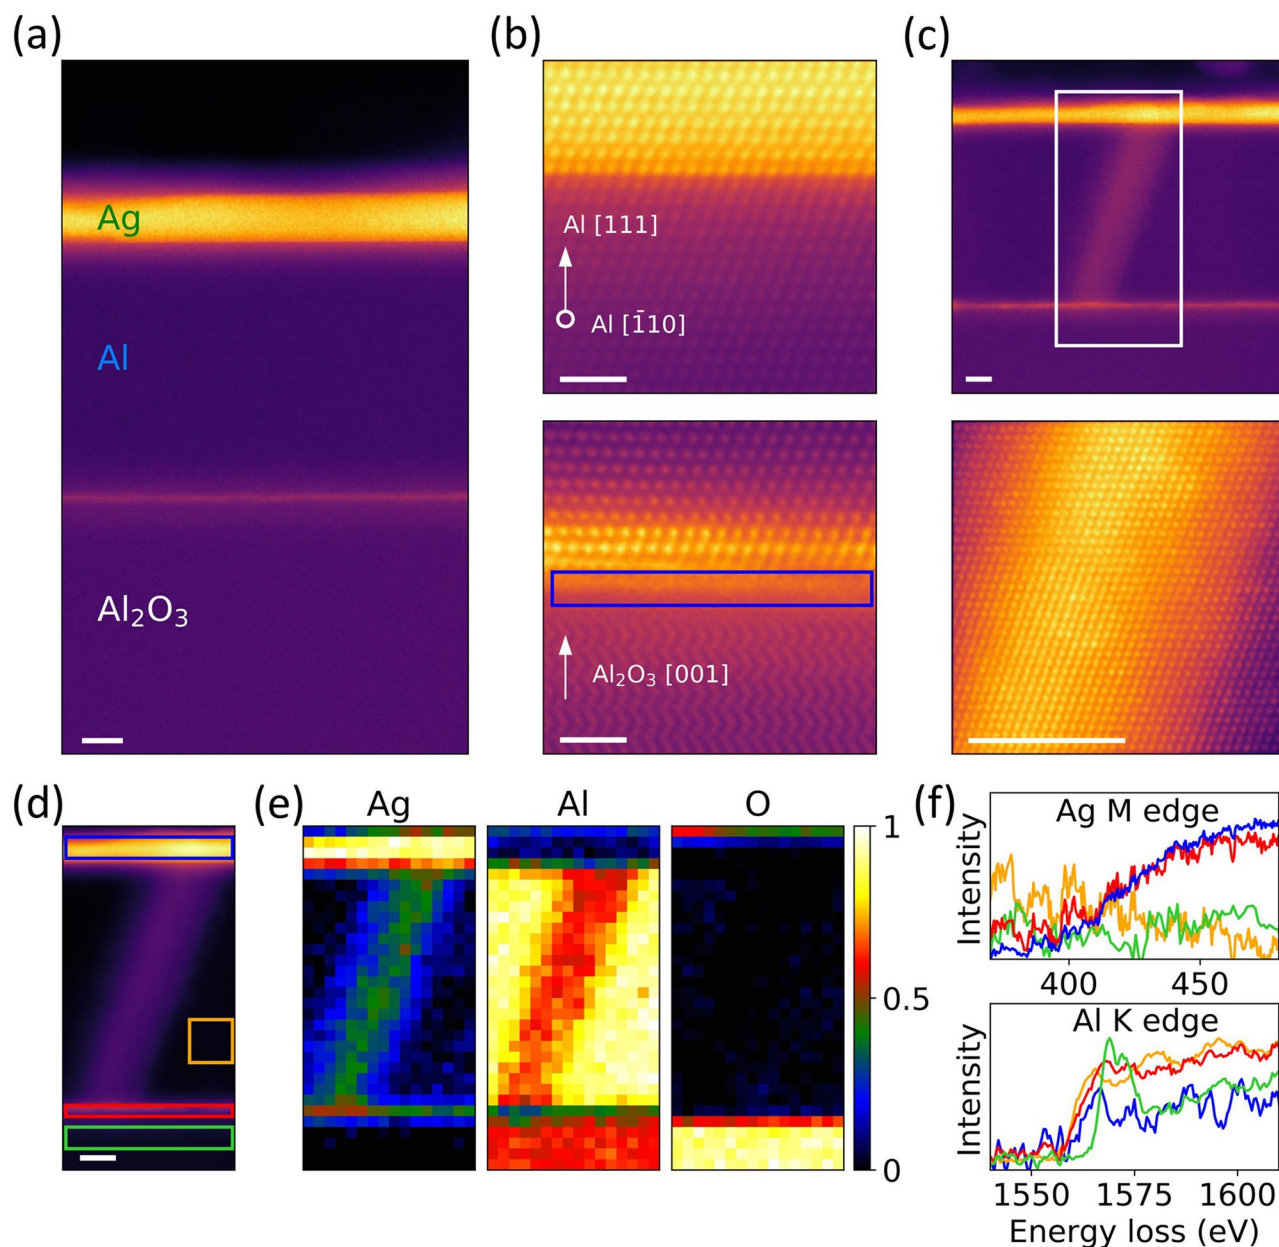 (a)
(b)
(c)
Ag
Al
Al₂O₃
Al [111]
Al [1̄10]
Al₂O₃ [001]
(d)
(e)
(f)
Ag
Al
O
1
0.5
0
Ag M edge
Intensity
400
450
Al K edge
Intensity
1550
1575
1600
Energy loss (eV)